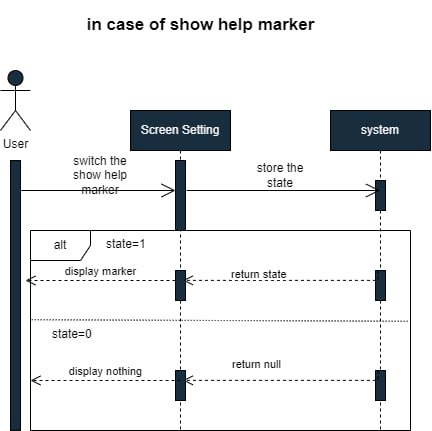 in case of show help marker
User
Screen Setting
system
switch the
show help
marker
store the
state
alt
state=1
display marker
return state
state=0
display nothing
return null